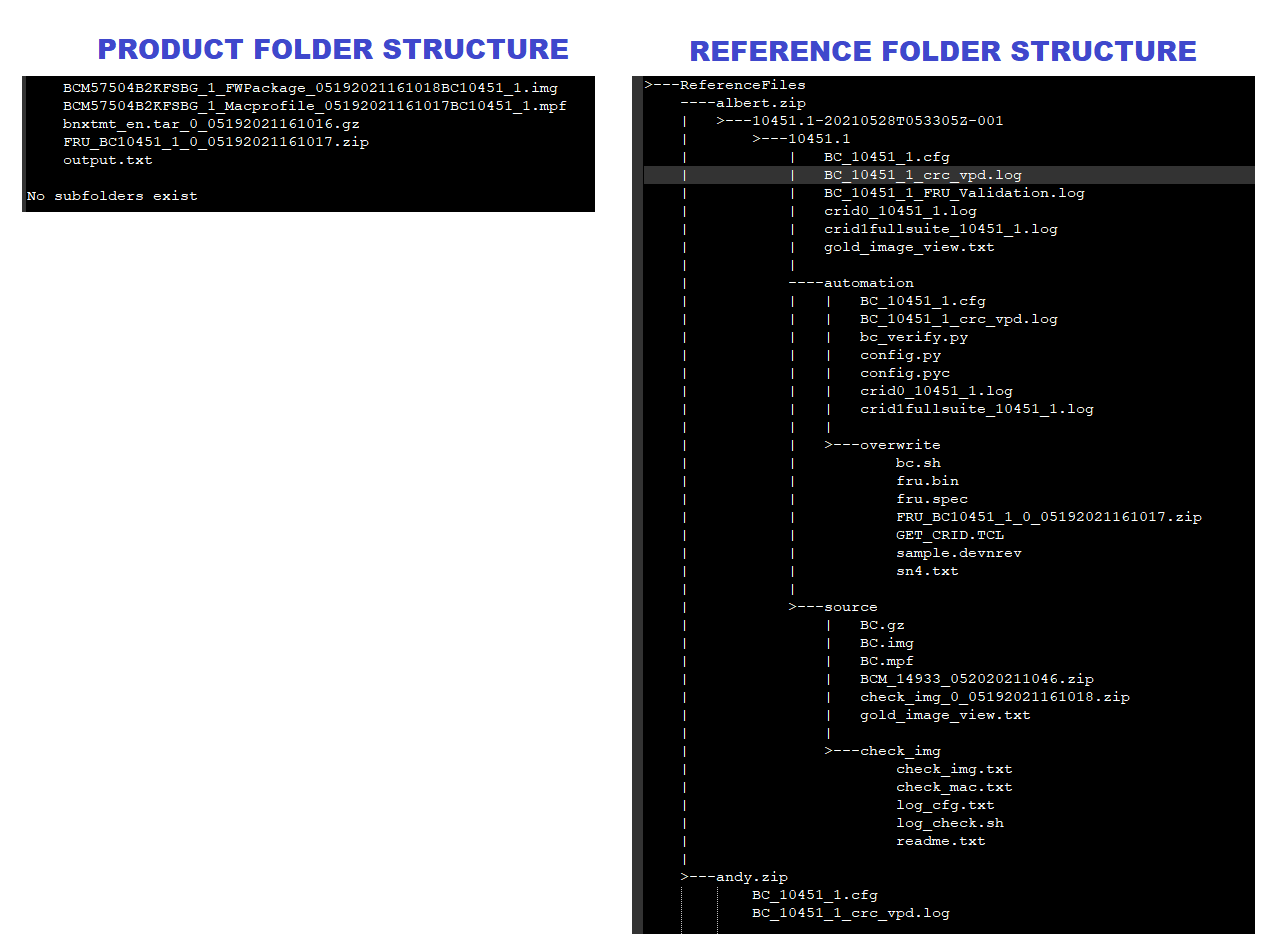 PRODUCT FOLDER STRUCTURE
BCM57504B2KFSBG_1_FWPackage_05192021161018BC10451_1.img
BCM57504B2KFSBG_1_Macprofile_05192021161017BC10451_1.mpf
bnxtmt_en.tar_0_05192021161016.gz
FRU_BC10451_1_0_05192021161017.zip
output.txt
No subfolders exist
REFERENCE FOLDER STRUCTURE
>---ReferenceFiles
----albert.zip
| >---10451.1-20210528T053305Z-001
| >---10451.1
| | BC_10451_1.cfg
| | BC_10451_1_crc_vpd.log
| | BC_10451_1_FRU_Validation.log
| | crid0_10451_1.log
| | crid1fullsuite_10451_1.log
| | gold_image_view.txt
| |
| ----automation
| | | BC_10451_1.cfg
| | | BC_10451_1_crc_vpd.log
| | | bc_verify.py
| | | config.py
| | | config.pyc
| | | crid0_10451_1.log
| | | crid1fullsuite_10451_1.log
| | |
| | >---overwrite
| | bc.sh
| | fru.bin
| | fru.spec
| | FRU_BC10451_1_0_05192021161017.zip
| | GET_CRID.TCL
| | sample.devnrev
| | sn4.txt
| |
| >---source
| | BC.gz
| | BC.img
| | BC.mpf
| | BCM_14933_052020211046.zip
| | check_img_0_05192021161018.zip
| | gold_image_view.txt
| |
| >---check_img
| check_img.txt
| check_mac.txt
| log_cfg.txt
| log_check.sh
| readme.txt
|
>---andy.zip
BC_10451_1.cfg
BC_10451_1_crc_vpd.log